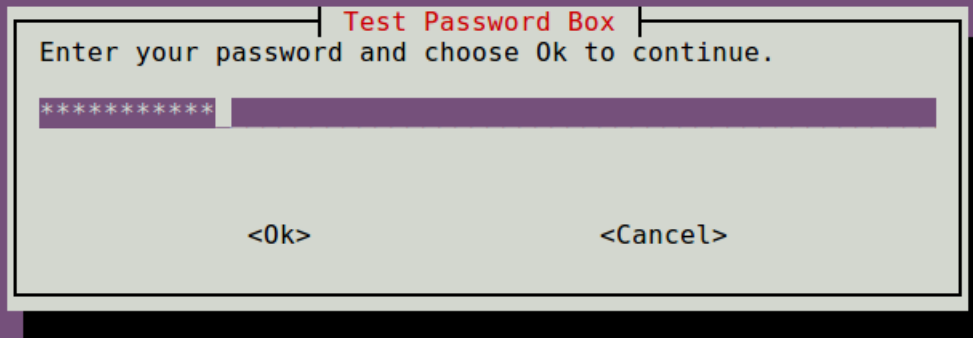 Test Password Box
Enter your password and choose Ok to continue.
***********
<Ok> <Cancel>